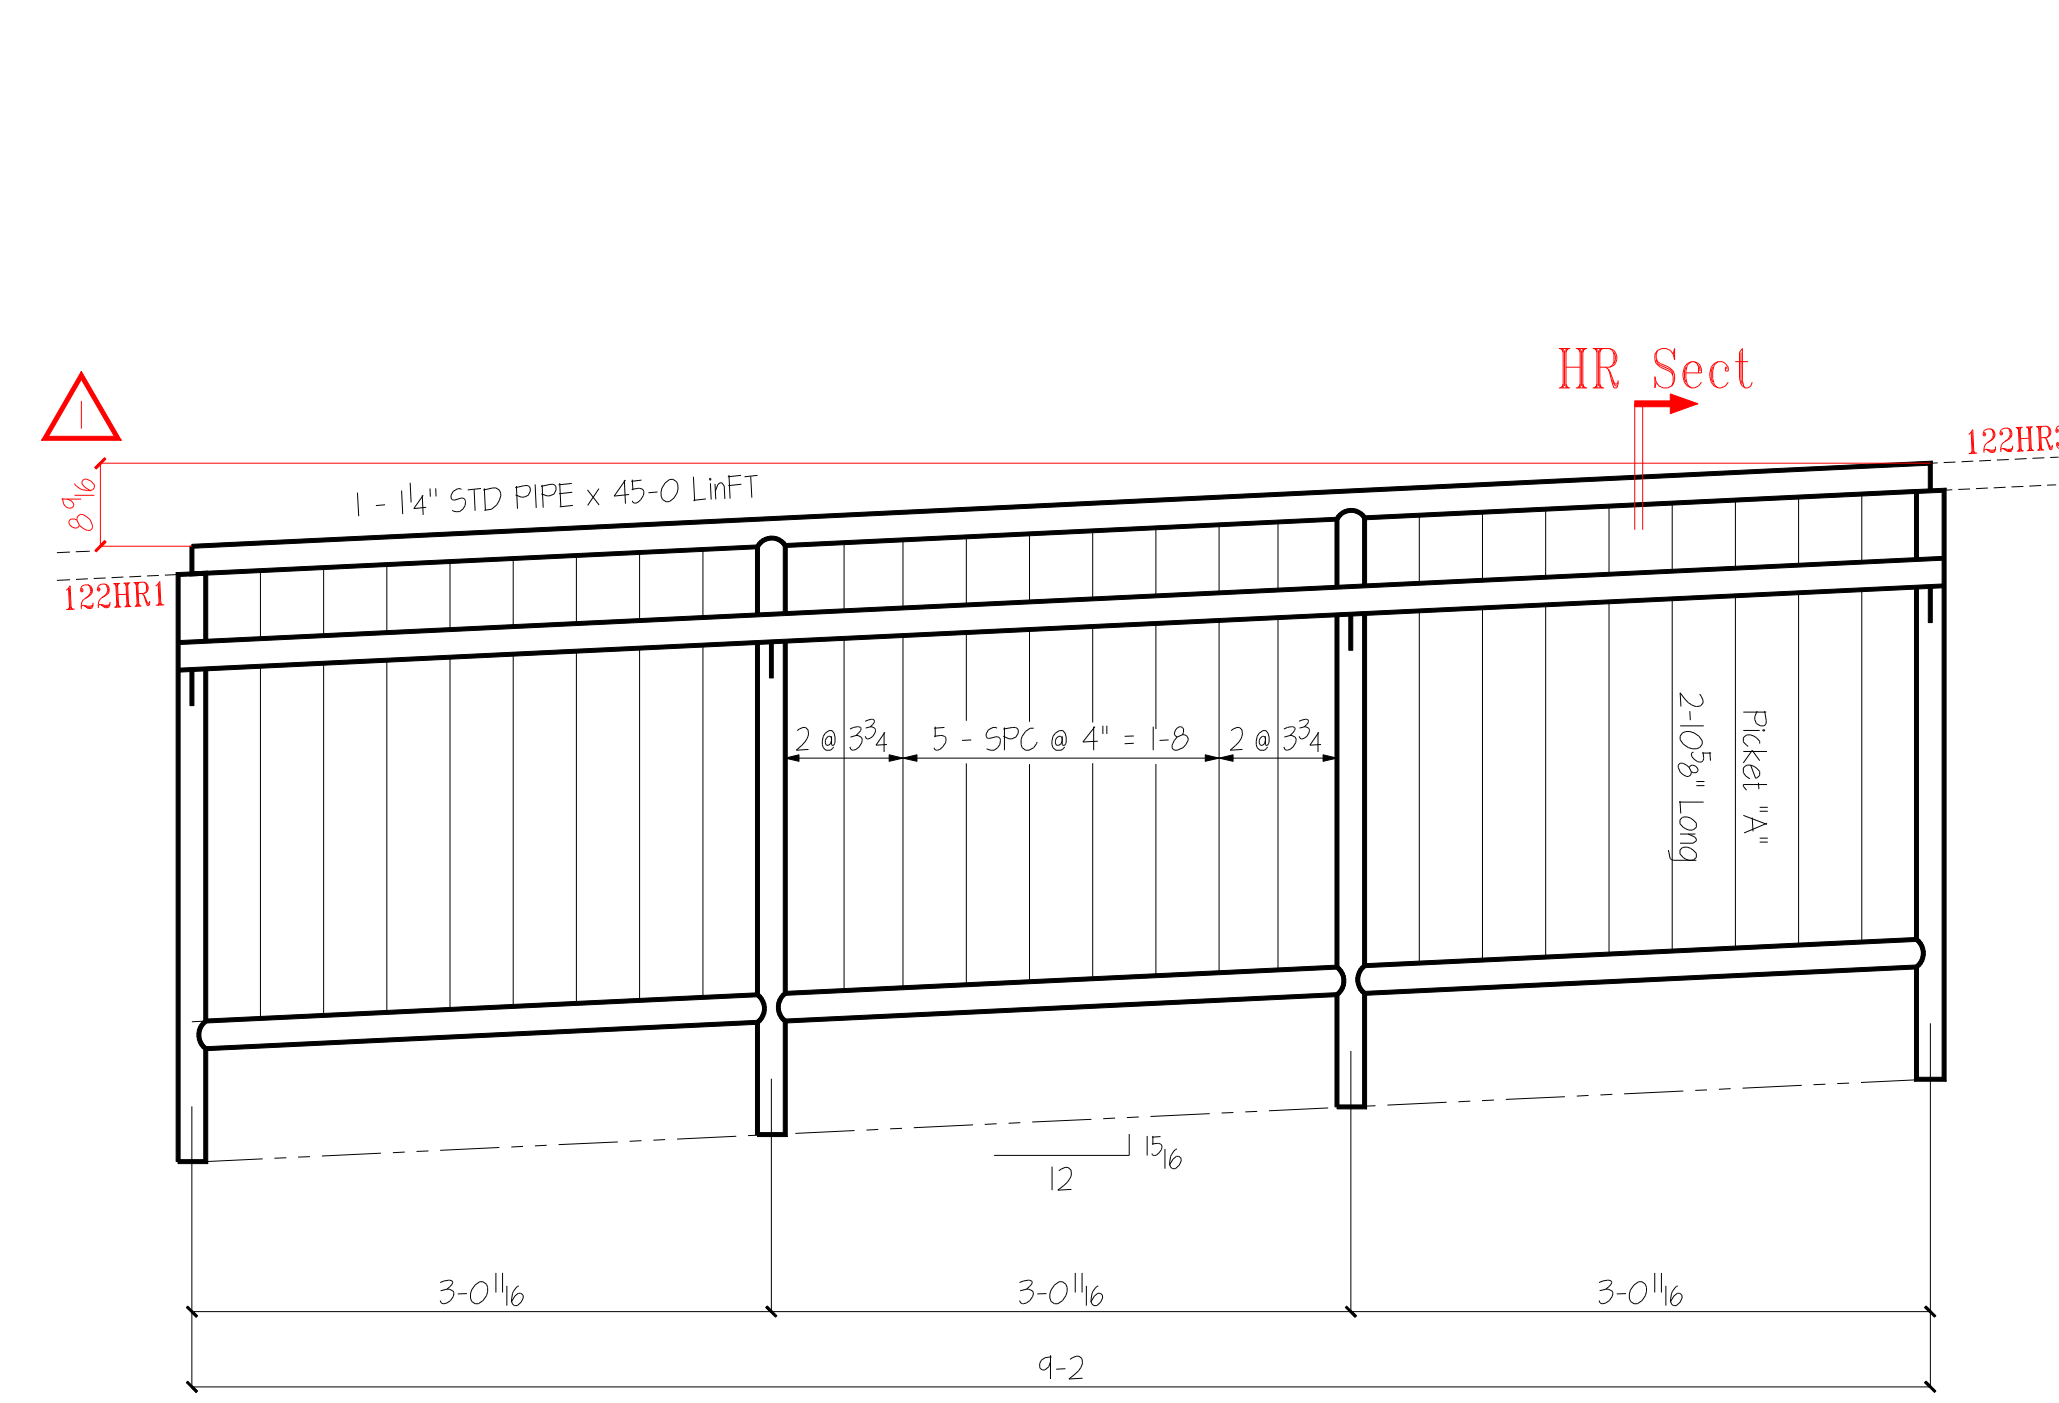 HR Sect
1
122HR
8 9/16
1 - 1 1/4" STD PIPE x 45-0 LinFT
122HR1
2 @ 3 3/4
5 - SPC @ 4" = 1-8
2 @ 3 3/4
Picket "A"
2-10 5/8" Long
15/16
12
3-0 11/16
3-0 11/16
3-0 11/16
9-2